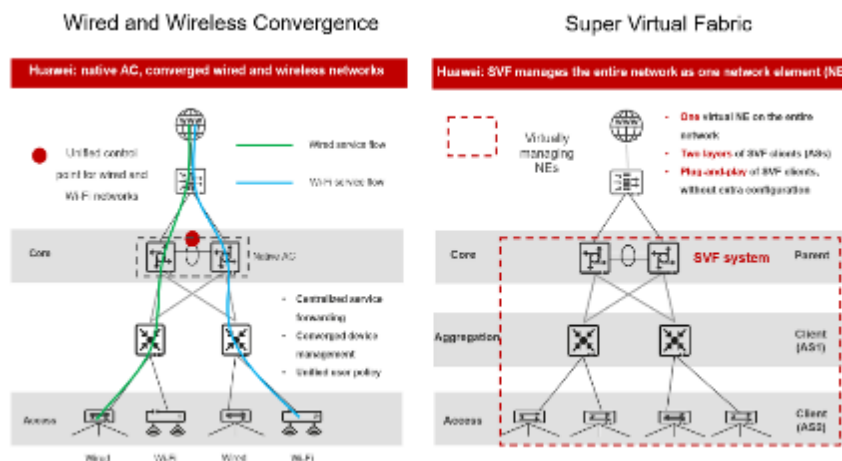 Wired and Wireless Convergence
Huawei: native AC, converged wired and wireless networks
WWW
Unified control
point for wired and
Wi-Fi networks
Wired service flow
Wi-Fi service flow
Core
Native AC
- Centralized service
forwarding
- Converged device
management
- Unified user policy
Access
Wired
Wi-Fi
Wired
Wi-Fi
Super Virtual Fabric
Huawei: SVF manages the entire network as one network element (NE
WWW
Virtually
managing
NEs
- One virtual NE on the entire
network
- Two layers of SVF clients (ASs)
- Plug-and-play of SVF clients,
without extra configuration
Core
SVF system
Parent
Aggregation
Client
(AS1)
Access
Client
(AS2)